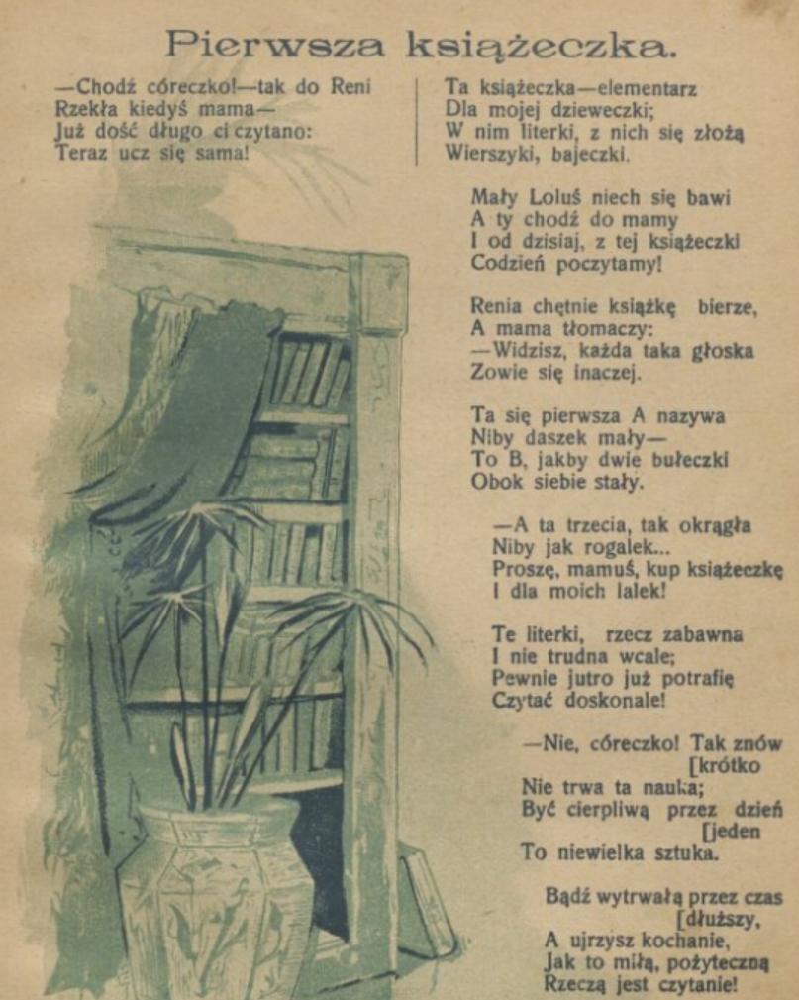 Pierwsza książeczka.
—Chodź córeczko!—tak do Reni
Rzekła kiedyś mama—
Już dość długo ci czytano:
Teraz ucz się sama!
Ta książeczka—elementarz
Dla mojej dzieweczki;
W nim literki, z nich się złożą
Wierszyki, bajeczki.
Mały Loluś niech się bawi
A ty chodź do mamy
I od dzisiaj, z tej książeczki
Codzień poczytamy!
Renia chętnie książkę bierze,
A mama tłomaczy:
—Widzisz, każda taka głoska
Zowie się inaczej.
Ta się pierwsza A nazywa
Niby daszek mały—
To B, jakby dwie bułeczki
Obok siebie stały.
—A ta trzecia, tak okrągła
Niby jak rogalek...
Proszę, mamuś, kup książeczkę
I dla moich lalek!
Te literki, rzecz zabawna
I nie trudna wcale;
Pewnie jutro już potrafię
Czytać doskonale!
—Nie, córeczko! Tak znów
[krótko
Nie trwa ta nauka;
Być cierpliwą przez dzień
[jeden
To niewielka sztuka.
Bądź wytrwałą przez czas
[dłuższy,
A ujrzysz kochanie,
Jak to miłą, pożyteczną
Rzeczą jest czytanie!